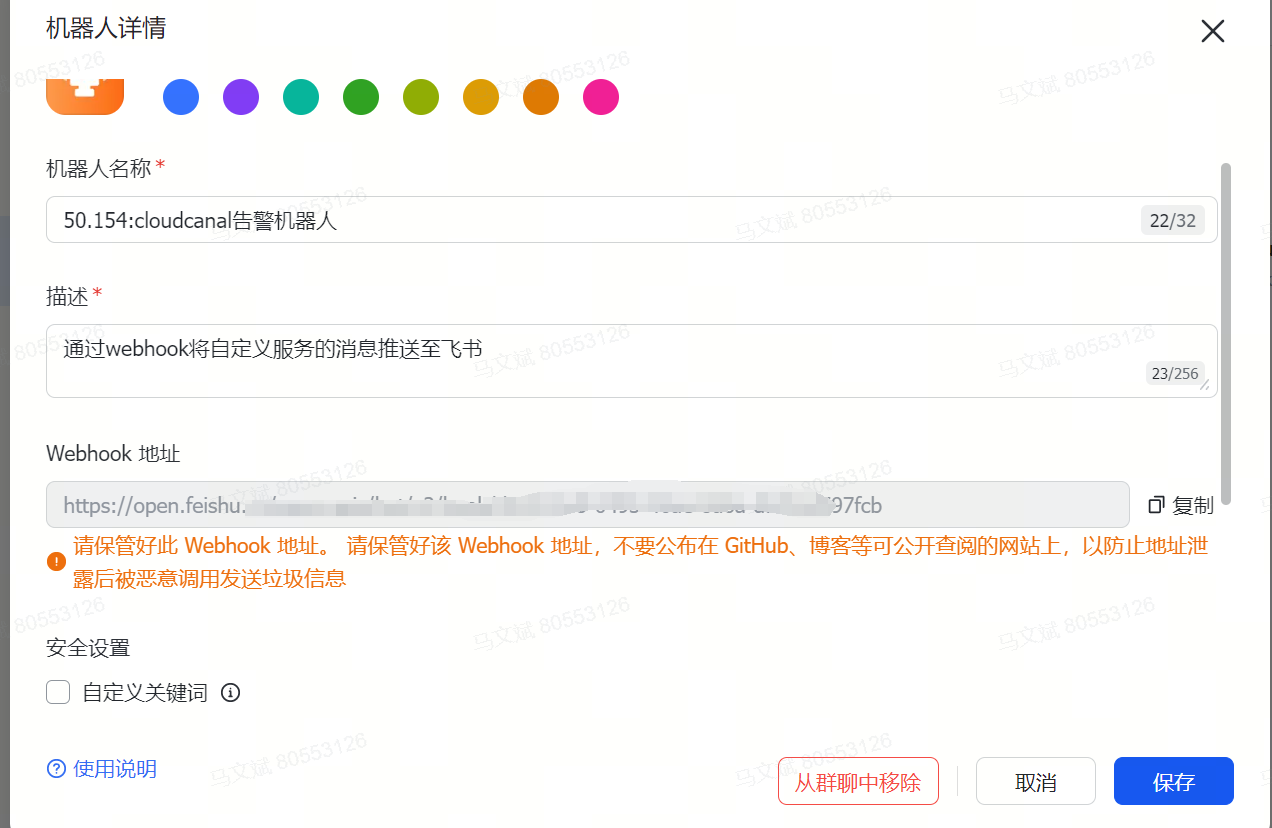 机器人详情
机器人名称*
50.154:cloudcanal告警机器人
22/32
描述*
通过webhook将自定义服务的消息推送至飞书
23/256
Webhook 地址
https://open.feishu. 97fcb
复制
请保管好此 Webhook 地址。 请保管好该 Webhook 地址，不要公布在 GitHub、博客等可公开查阅的网站上，以防止地址泄
露后被恶意调用发送垃圾信息
安全设置
自定义关键词
使用说明
从群聊中移除
取消
保存
马文斌 80553126